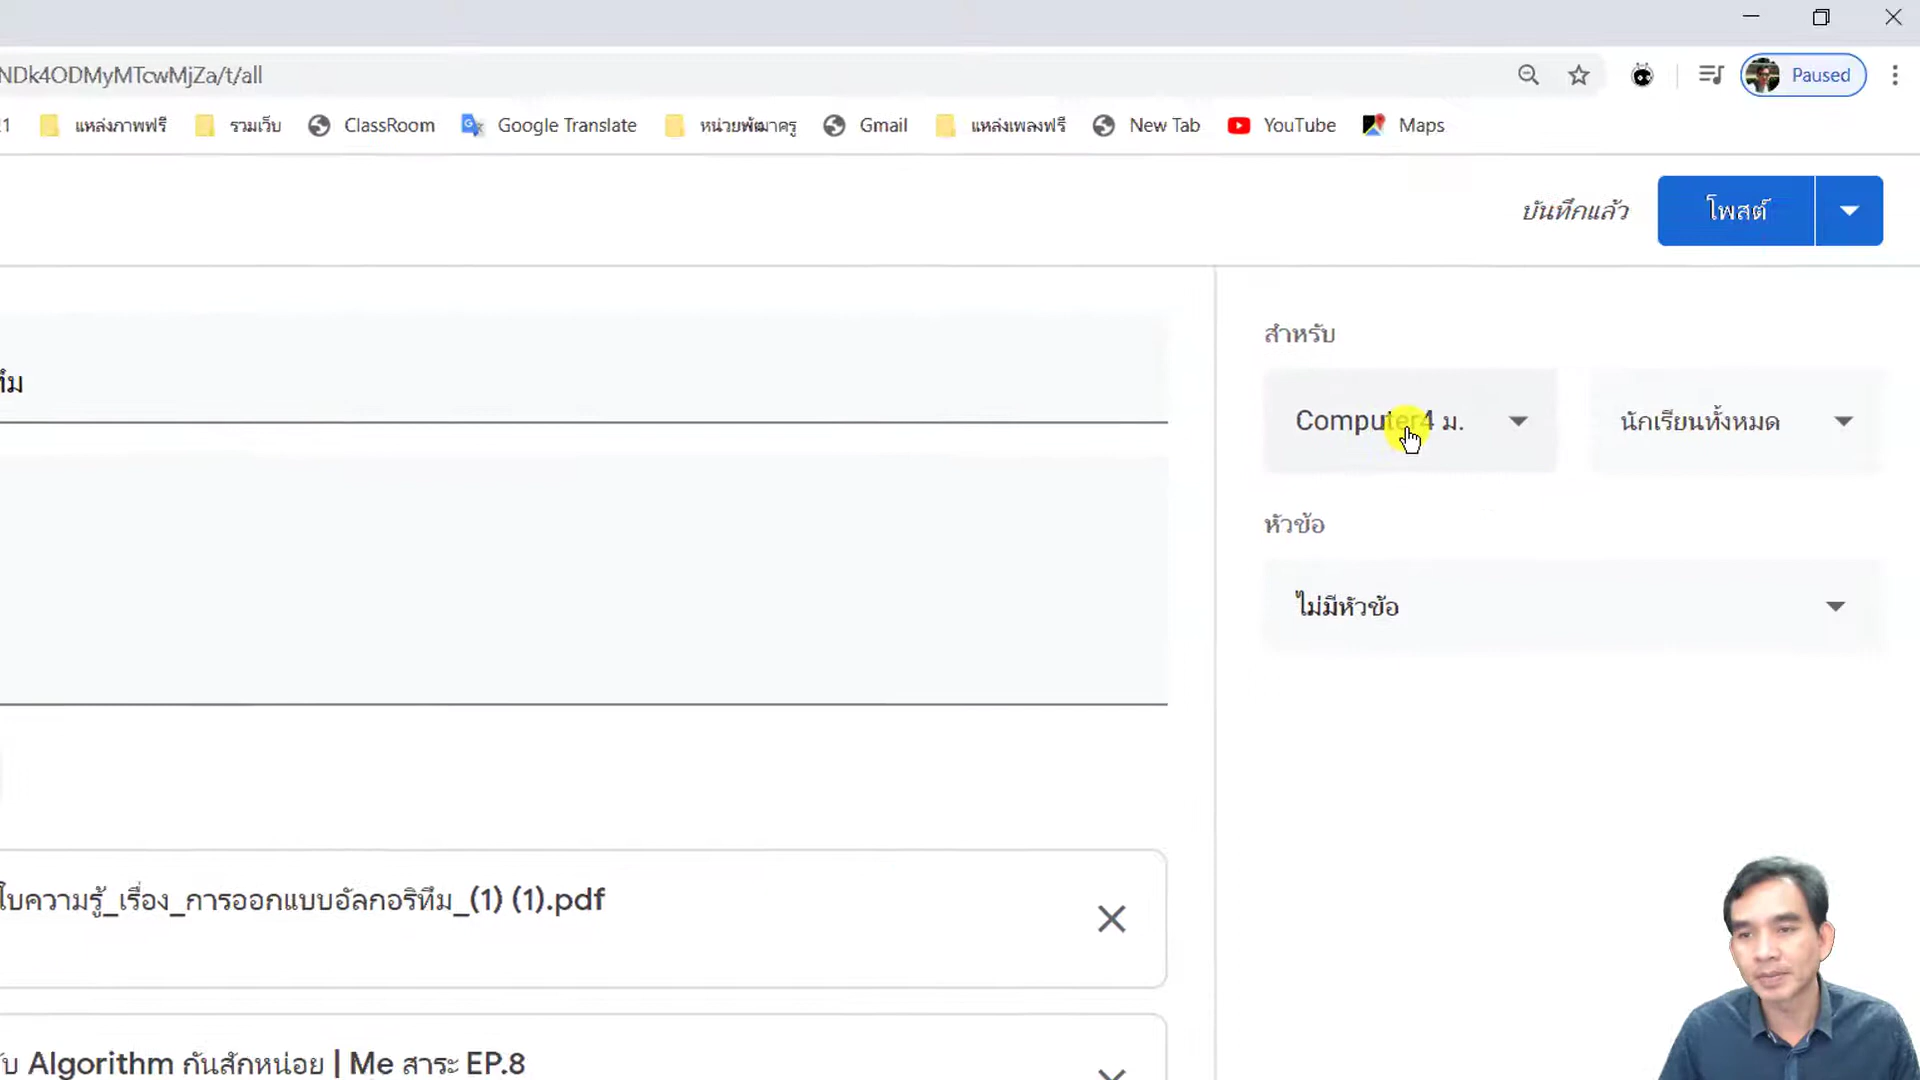 NDk4ODMyMTcwMjZa/t/all
Paused
1 แหล่งภาพฟรี รวมเว็บ ClassRoom Google Translate หน่วยพัฒนาครู Gmail แหล่งเพลงฟรี New Tab YouTube Maps
บันทึกแล้ว โพสต์
สำหรับ
ทึม
Computer4 ม. นักเรียนทั้งหมด
หัวข้อ
ไม่มีหัวข้อ
ใบความรู้_เรื่อง_การออกแบบอัลกอริทึม_(1) (1).pdf
Algorithm กันสักหน่อย | Me สาระ EP.8